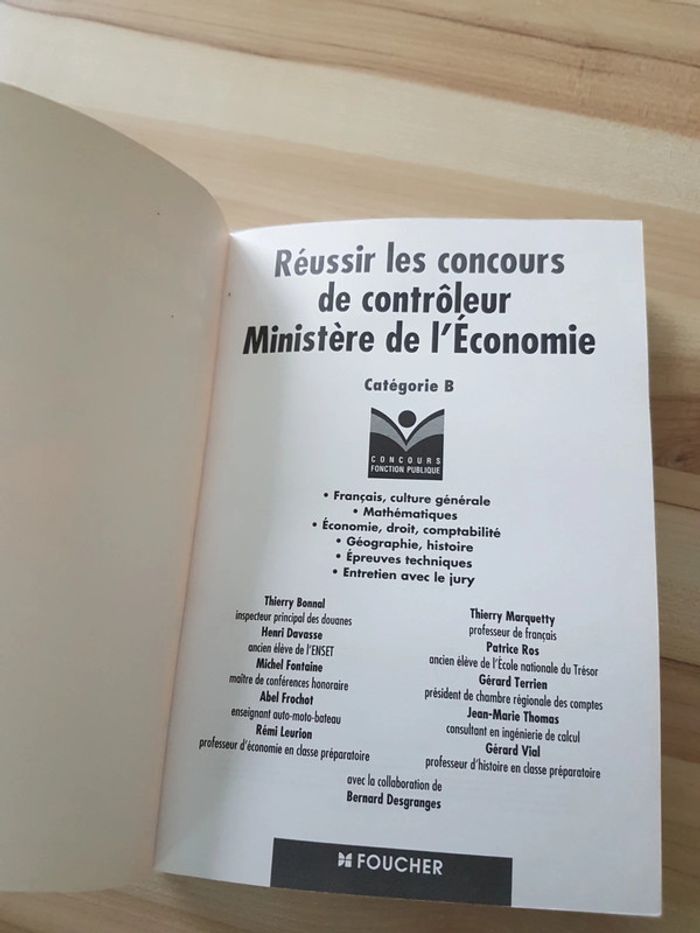 Réussir les concours
de contrôleur
Ministère de l'Économie
Catégorie B
CONCOURS
FONCTION PUBLIQUE
• Français, culture générale
• Mathématiques
• Économie, droit, comptabilité
• Géographie, histoire
• Épreuves techniques
• Entretien avec le jury
Thierry Bonnal
inspecteur principal des douanes
Henri Davasse
ancien élève de l'ENSET
Michel Fontaine
maître de conférences honoraire
Abel Frochot
enseignant auto-moto-bateau
Rémi Leurion
professeur d'économie en classe préparatoire
Thierry Marquetty
professeur de français
Patrice Ros
ancien élève de l'École nationale du Trésor
Gérard Terrien
président de chambre régionale des comptes
Jean-Marie Thomas
consultant en ingénierie de calcul
Gérard Vial
professeur d'histoire en classe préparatoire
avec la collaboration de
Bernard Desgranges
FOUCHER